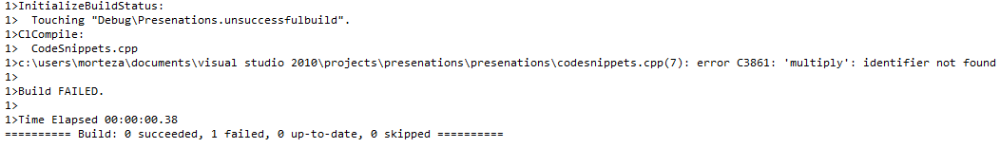 1>InitializeBuildStatus:
1>  Touching "Debug\Presenations.unsuccessfulbuild".
1>ClCompile:
1>  CodeSnippets.cpp
1>c:\users\morteza\documents\visual studio 2010\projects\presenations\presenations\codesnippets.cpp(7): error C3861: 'multiply': identifier not found
1>
1>Build FAILED.
1>
1>Time Elapsed 00:00:00.38
========== Build: 0 succeeded, 1 failed, 0 up-to-date, 0 skipped ==========